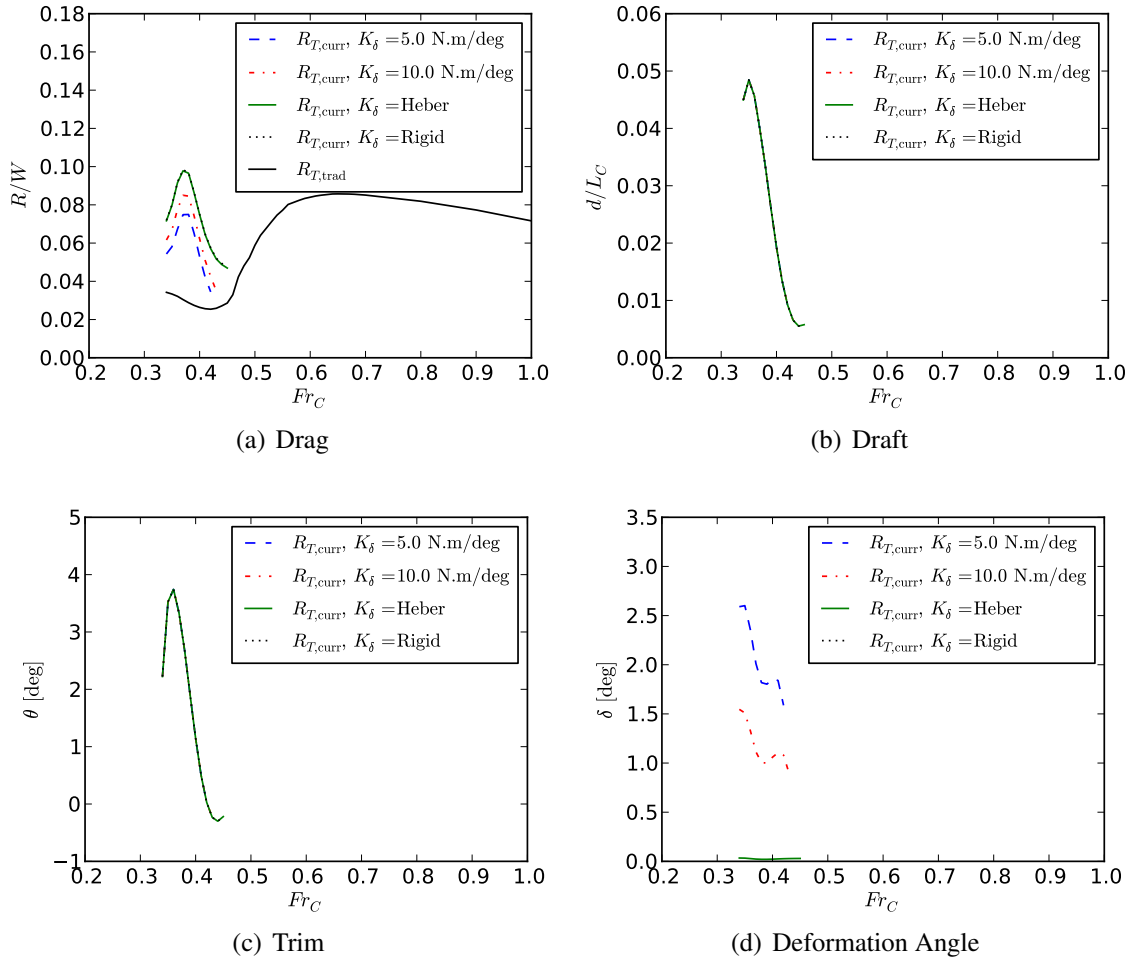 0.18
0.16
0.14
0.12
0.10
0.08
0.06
0.04
0.02
0.00
R/W
0.2 0.3 0.4 0.5 0.6 0.7 0.8 0.9 1.0
Fr_C
R_{T,curr}, K_δ =5.0 N.m/deg
R_{T,curr}, K_δ =10.0 N.m/deg
R_{T,curr}, K_δ =Heber
R_{T,curr}, K_δ =Rigid
R_{T,trad}
(a) Drag
0.06
0.05
0.04
0.03
0.02
0.01
0.00
d/L_C
0.2 0.3 0.4 0.5 0.6 0.7 0.8 0.9 1.0
Fr_C
R_{T,curr}, K_δ =5.0 N.m/deg
R_{T,curr}, K_δ =10.0 N.m/deg
R_{T,curr}, K_δ =Heber
R_{T,curr}, K_δ =Rigid
(b) Draft
5
4
3
2
1
0
−1
θ [deg]
0.2 0.3 0.4 0.5 0.6 0.7 0.8 0.9 1.0
Fr_C
R_{T,curr}, K_δ =5.0 N.m/deg
R_{T,curr}, K_δ =10.0 N.m/deg
R_{T,curr}, K_δ =Heber
R_{T,curr}, K_δ =Rigid
(c) Trim
3.5
3.0
2.5
2.0
1.5
1.0
0.5
0.0
δ [deg]
0.2 0.3 0.4 0.5 0.6 0.7 0.8 0.9 1.0
Fr_C
R_{T,curr}, K_δ =5.0 N.m/deg
R_{T,curr}, K_δ =10.0 N.m/deg
R_{T,curr}, K_δ =Heber
R_{T,curr}, K_δ =Rigid
(d) Deformation Angle